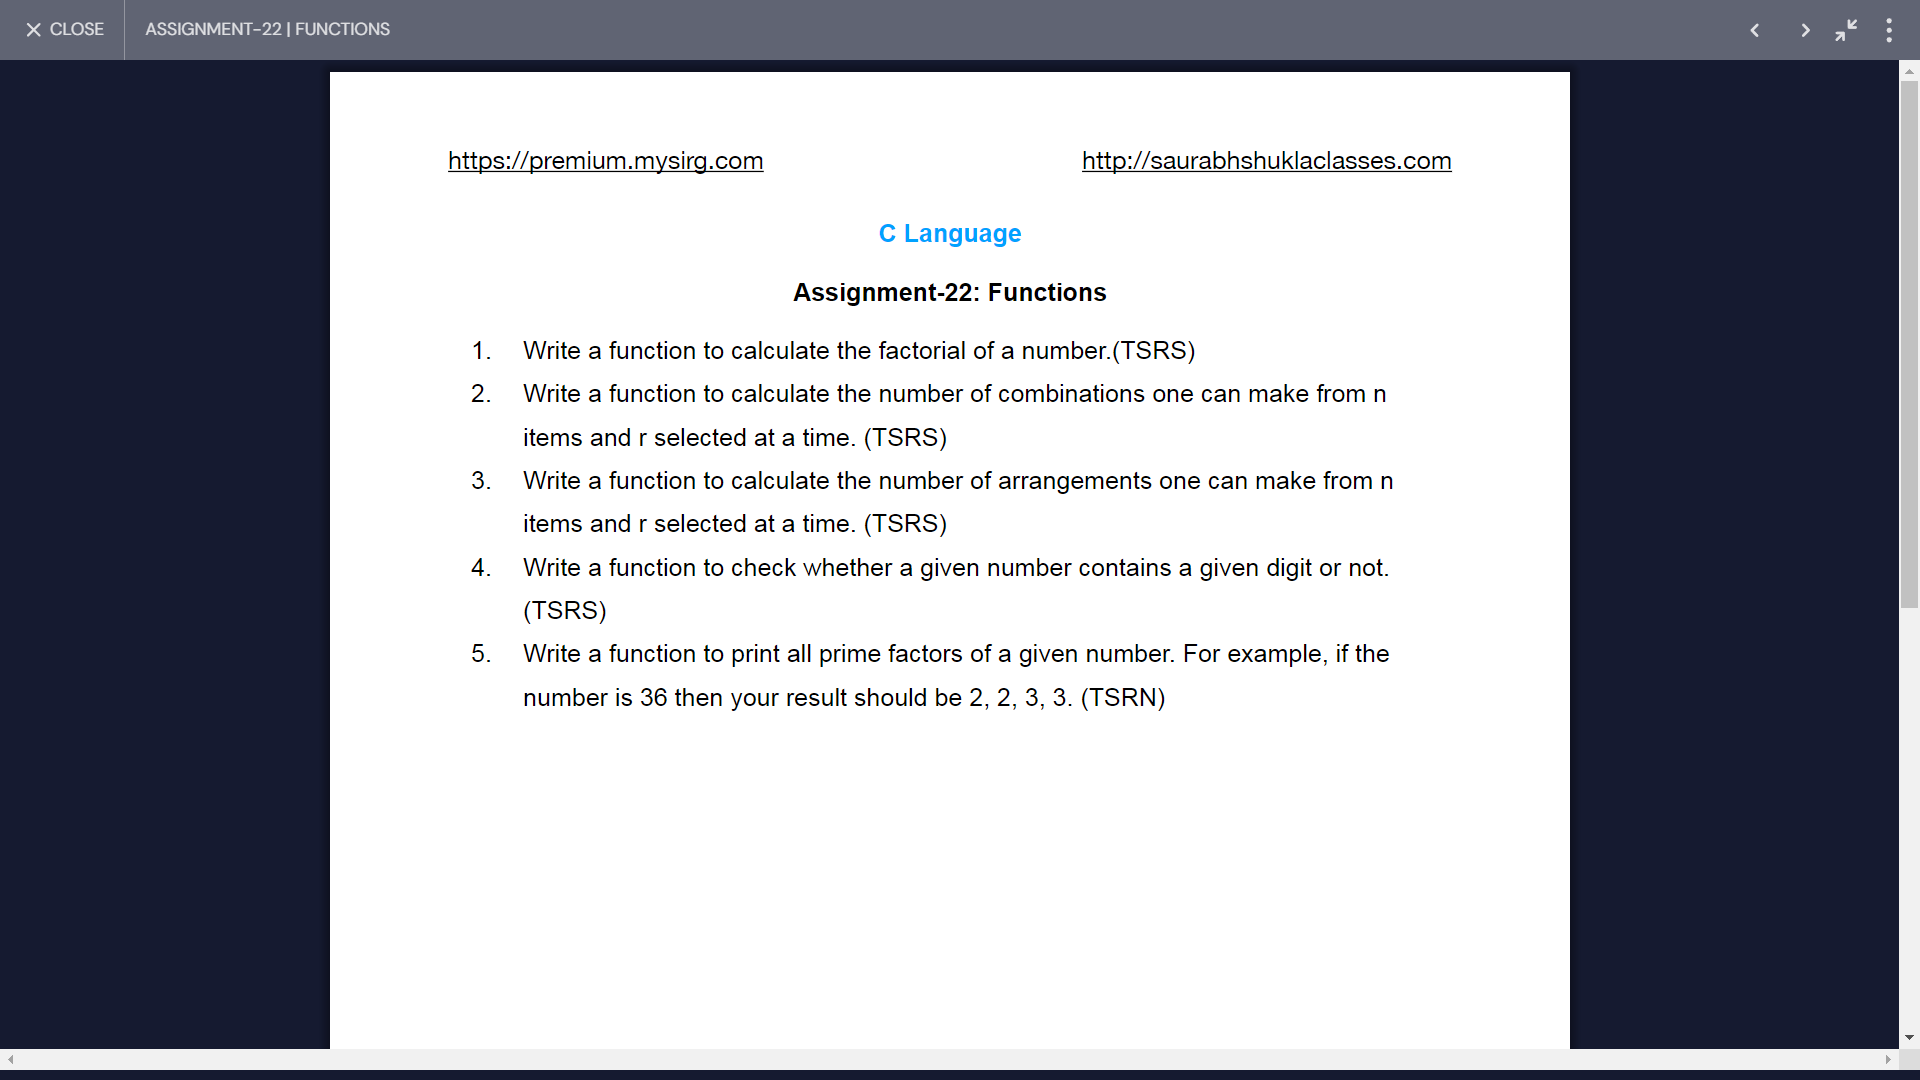 CLOSE ASSIGNMENT-22 | FUNCTIONS
https://premium.mysirg.com http://saurabhshuklaclasses.com
C Language
Assignment-22: Functions
1. Write a function to calculate the factorial of a number.(TSRS)
2. Write a function to calculate the number of combinations one can make from n
items and r selected at a time. (TSRS)
3. Write a function to calculate the number of arrangements one can make from n
items and r selected at a time. (TSRS)
4. Write a function to check whether a given number contains a given digit or not.
(TSRS)
5. Write a function to print all prime factors of a given number. For example, if the
number is 36 then your result should be 2, 2, 3, 3. (TSRN)